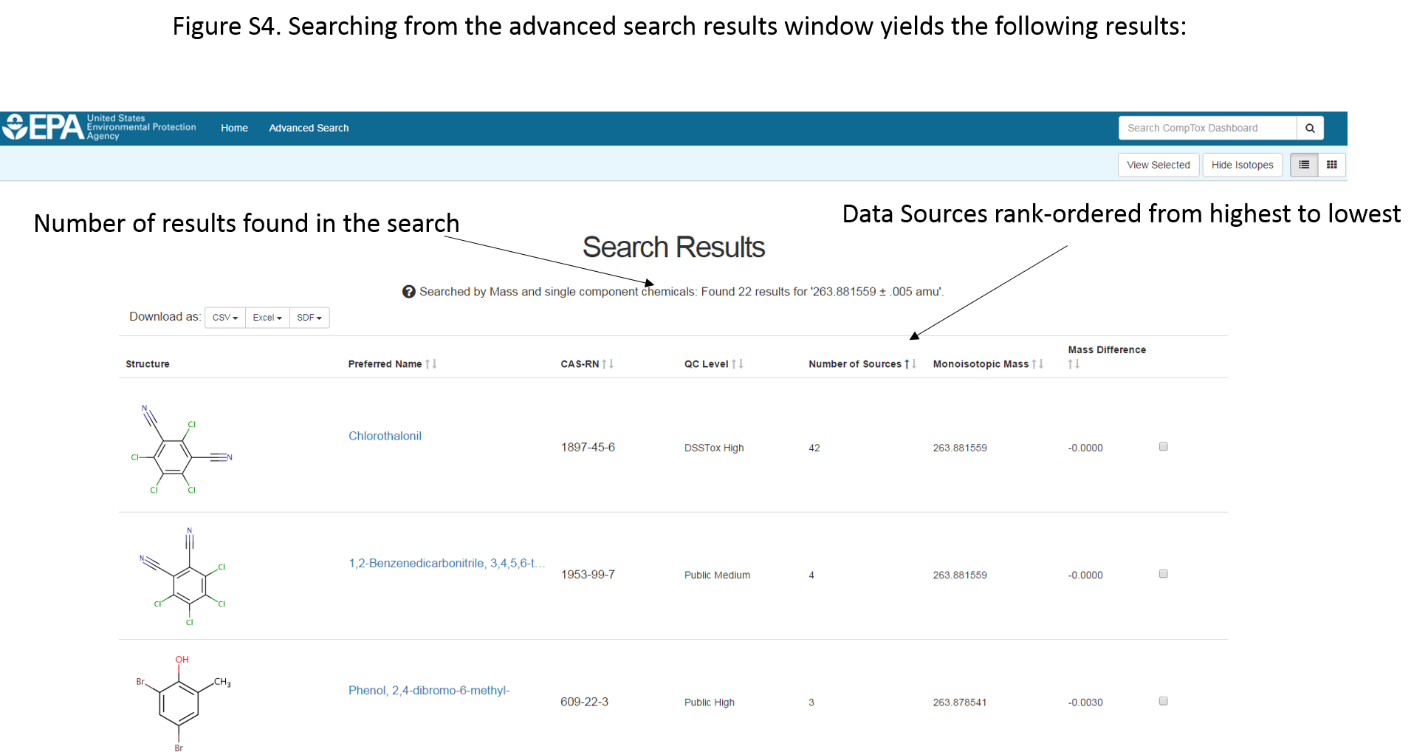 Figure S4. Searching from the advanced search results window yields the following results:
EPA United States Environmental Protection Agency
Home
Advanced Search
Search CompTox Dashboard
View Selected
Hide Isotopes
Number of results found in the search
Data Sources rank-ordered from highest to lowest
Search Results
Searched by Mass and single component chemicals: Found 22 results for '263.881559 ± .005 amu'.
Download as: CSV Excel SDF
Structure Preferred Name CAS-RN QC Level Number of Sources Monoisotopic Mass Mass Difference
N
Cl
Cl
N
Cl Cl
Chlorothalonil 1897-45-6 DSSTox High 42 263.881559 -0.0000
N
N
Cl
Cl Cl
Cl
1,2-Benzenedicarbonitrile, 3,4,5,6-t... 1953-99-7 Public Medium 4 263.881559 -0.0000
OH
Br CH3
Br
Phenol, 2,4-dibromo-6-methyl- 609-22-3 Public High 3 263.878541 -0.0030